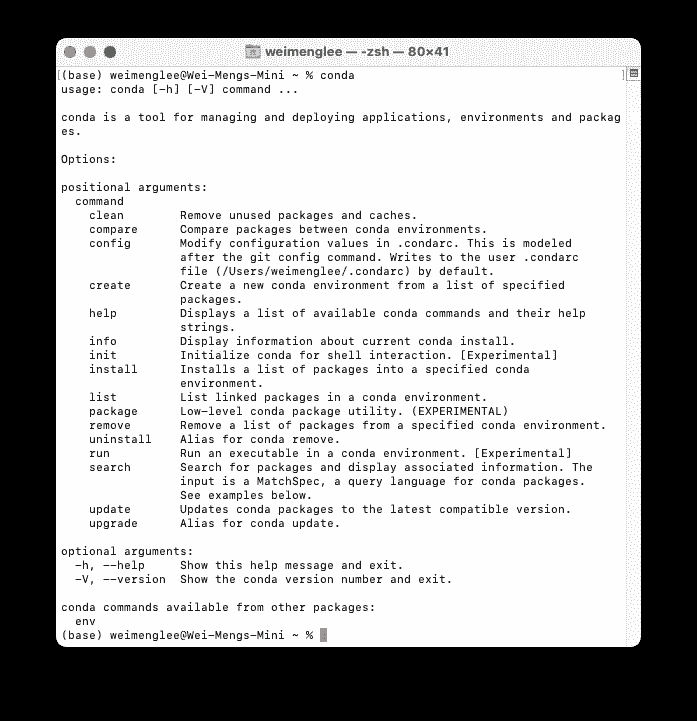 weimenglee — -zsh — 80×41
(base) weimenglee@Wei-Mengs-Mini ~ % conda
usage: conda [-h] [-V] command ...

conda is a tool for managing and deploying applications, environments and packag
es.

Options:

positional arguments:
  command
    clean        Remove unused packages and caches.
    compare      Compare packages between conda environments.
    config       Modify configuration values in .condarc. This is modeled
                 after the git config command. Writes to the user .condarc
                 file (/Users/weimenglee/.condarc) by default.
    create       Create a new conda environment from a list of specified
                 packages.
    help         Displays a list of available conda commands and their help
                 strings.
    info         Display information about current conda install.
    init         Initialize conda for shell interaction. [Experimental]
    install      Installs a list of packages into a specified conda
                 environment.
    list         List linked packages in a conda environment.
    package      Low-level conda package utility. (EXPERIMENTAL)
    remove       Remove a list of packages from a specified conda environment.
    uninstall    Alias for conda remove.
    run          Run an executable in a conda environment. [Experimental]
    search       Search for packages and display associated information. The
                 input is a MatchSpec, a query language for conda packages.
                 See examples below.
    update       Updates conda packages to the latest compatible version.
    upgrade      Alias for conda update.

optional arguments:
  -h, --help     Show this help message and exit.
  -V, --version  Show the conda version number and exit.

conda commands available from other packages:
  env
(base) weimenglee@Wei-Mengs-Mini ~ %